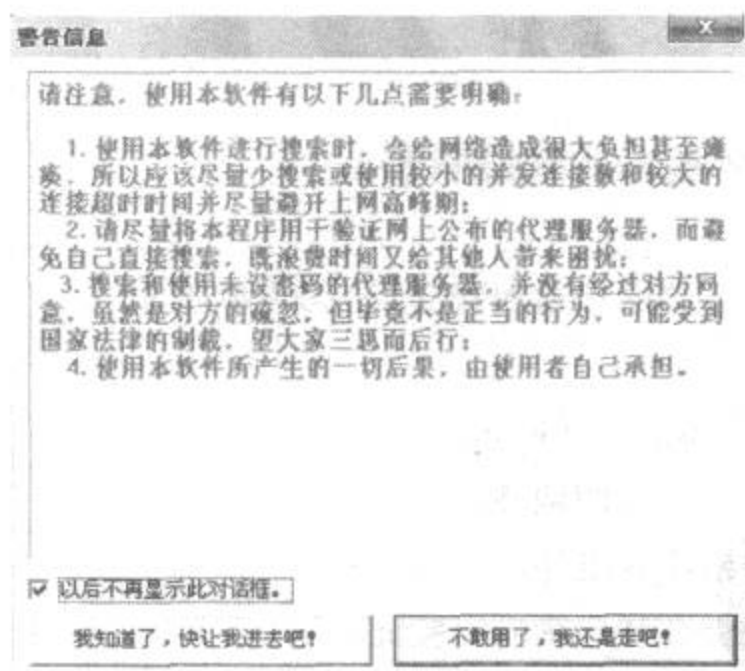 警告信息
请注意，使用本软件有以下几点需要明确：
1. 使用本软件进行搜索时，会给网络造成很大负担甚至瘫
痪，所以应该尽量少搜索或使用较小的并发连接数和较大的
连接超时时间并尽量避开上网高峰期；
2. 请尽量将本程序用于验证网上公布的代理服务器，而避
免自己直接搜索，既浪费时间又给其他人带来困扰；
3. 搜索和使用未设密码的代理服务器，并没有经过对方同
意，虽然是对方的疏忽，但毕竟不是正当的行为，可能受到
国家法律的制裁，望大家三思而后行；
4. 使用本软件所产生的一切后果，由使用者自己承担。
以后不再显示此对话框。
我知道了，快让我进去吧！
不敢用了，我还是走吧！